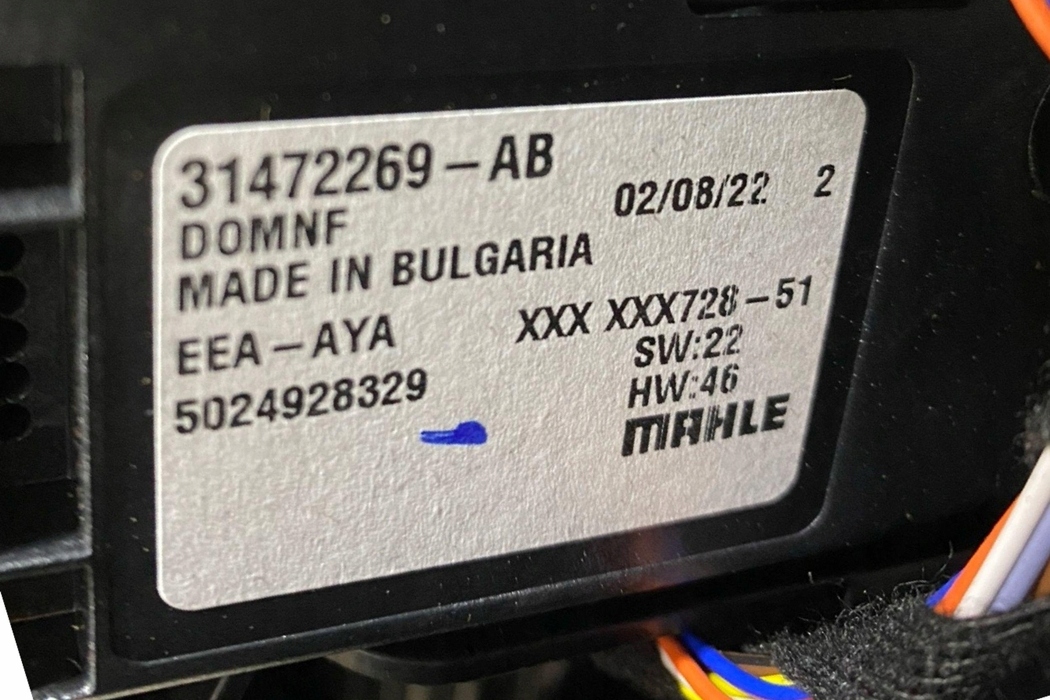 31472269-AB
02/08/22 2
DOMNF
MADE IN BULGARIA
EEA-AYA
XXX XXX728-51
SW:22
5024928329
HW:46
MAHLE